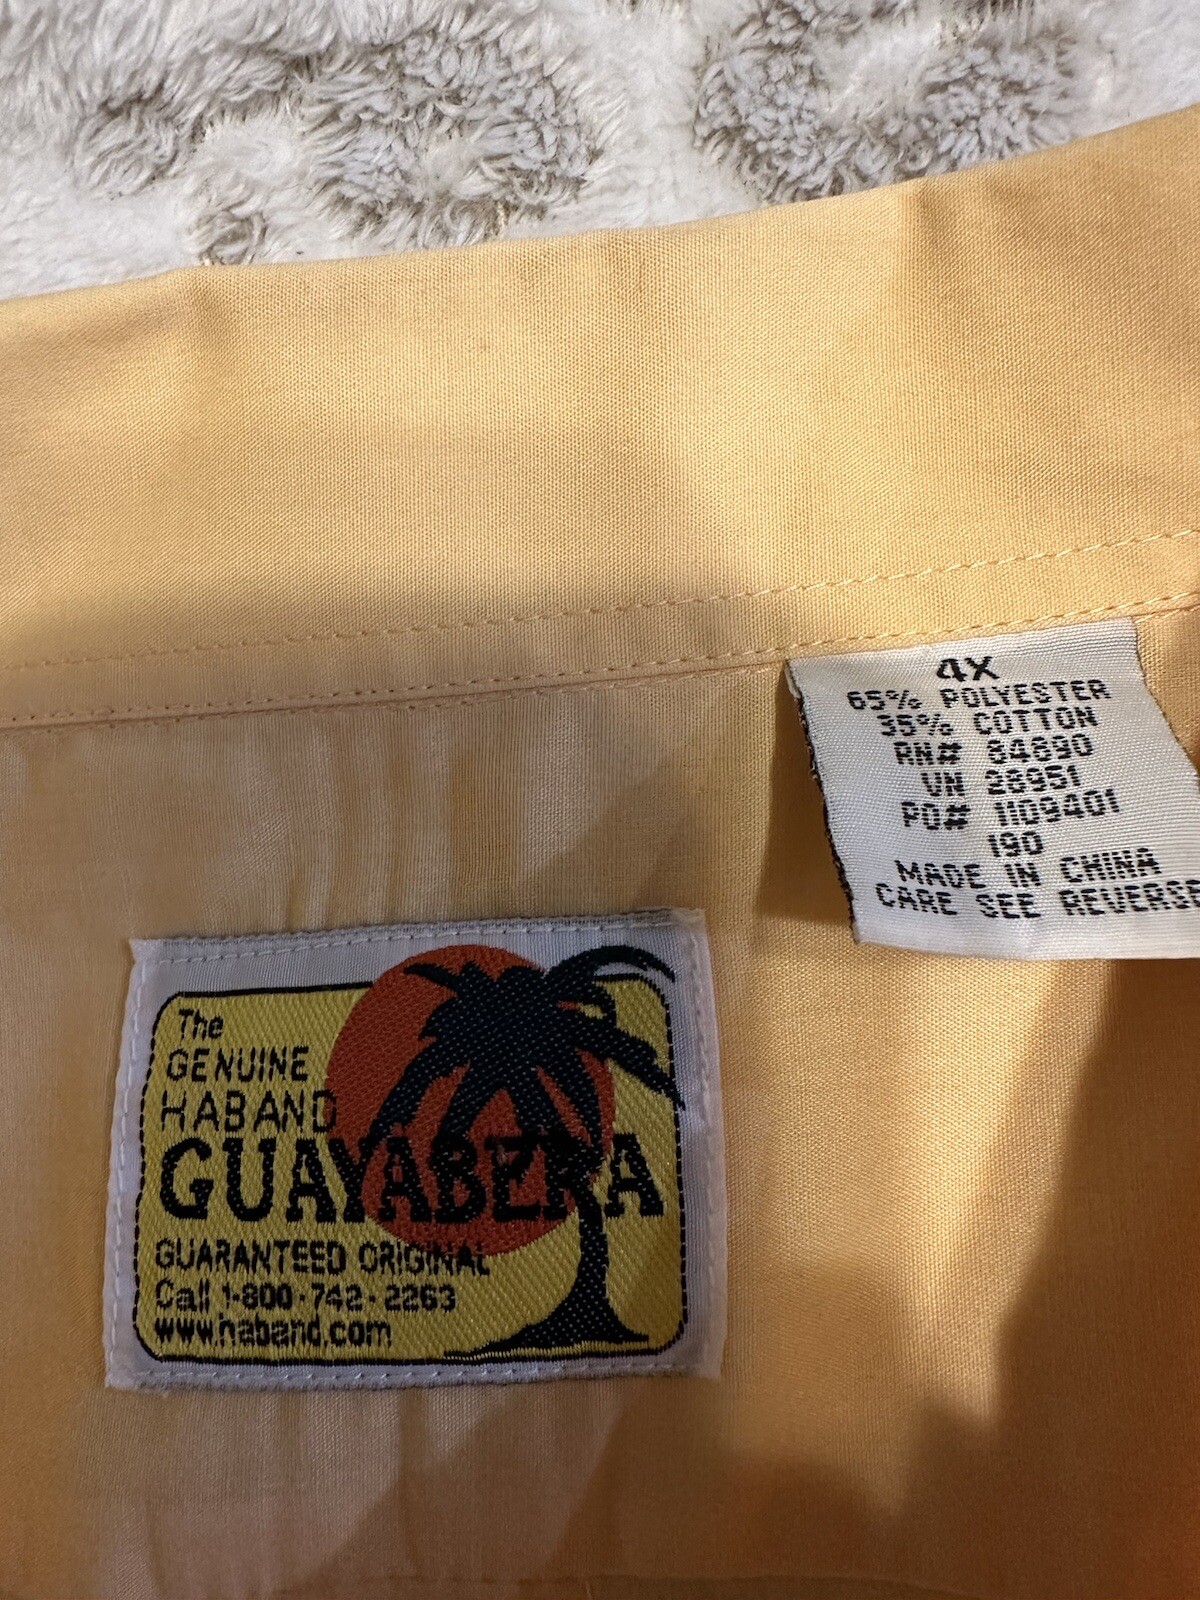 The
GENUINE
HABAND
GUAYABERA
GUARANTEED ORIGINAL
Call 1-800-742-2263
www.haband.com
4X
65% POLYESTER
35% COTTON
RN# 84890
VN 28951
PO# 1109401
190
MADE IN CHINA
CARE SEE REVERSE